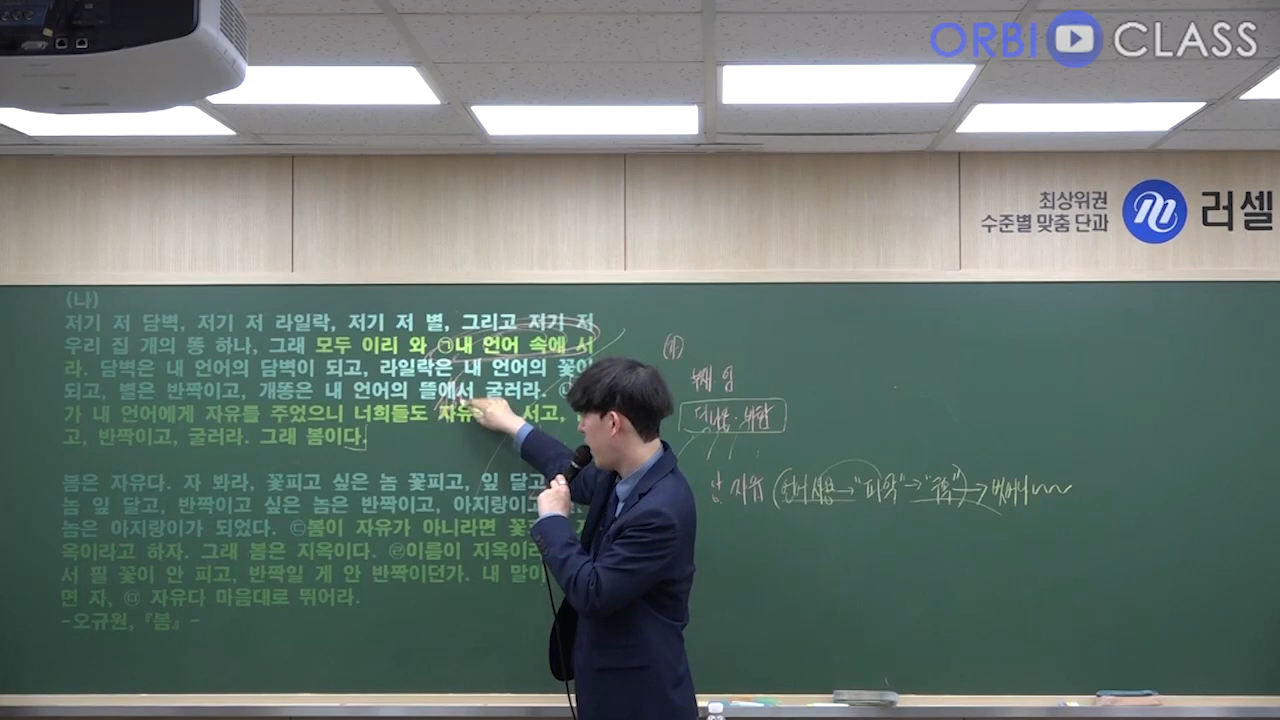 ORBI CLASS
최상위권
수준별 맞춤 단과
러셀
(나)
저기 저 담벽, 저기 저 라일락, 저기 저 별, 그리고 저기 저
우리 집 개의 똥 하나, 그래 모두 이리 와 ㉠내 언어 속에 서
라. 담벽은 내 언어의 담벽이 되고, 라일락은 내 언어의 꽃이
되고, 별은 반짝이고, 개똥은 내 언어의 뜰에서 굴러라.
가 내 언어에게 자유를 주었으니 너희들도 자유 서고,
고, 반짝이고, 굴러라. 그래 봄이다.
봄은 자유다. 자 봐라, 꽃피고 싶은 놈 꽃피고, 잎 달고
놈 잎 달고, 반짝이고 싶은 놈은 반짝이고, 아지랑이
놈은 아지랑이가 되었다. ㉢봄이 자유가 아니라면 꽃
옥이라고 하자. 그래 봄은 지옥이다. ㉣이름이 지옥이라
서 필 꽃이 안 피고, 반짝일 게 안 반짝이던가. 내 말이
면 자, ㉤ 자유다 마음대로 뛰어라.
-오규원, 『봄』-
자유